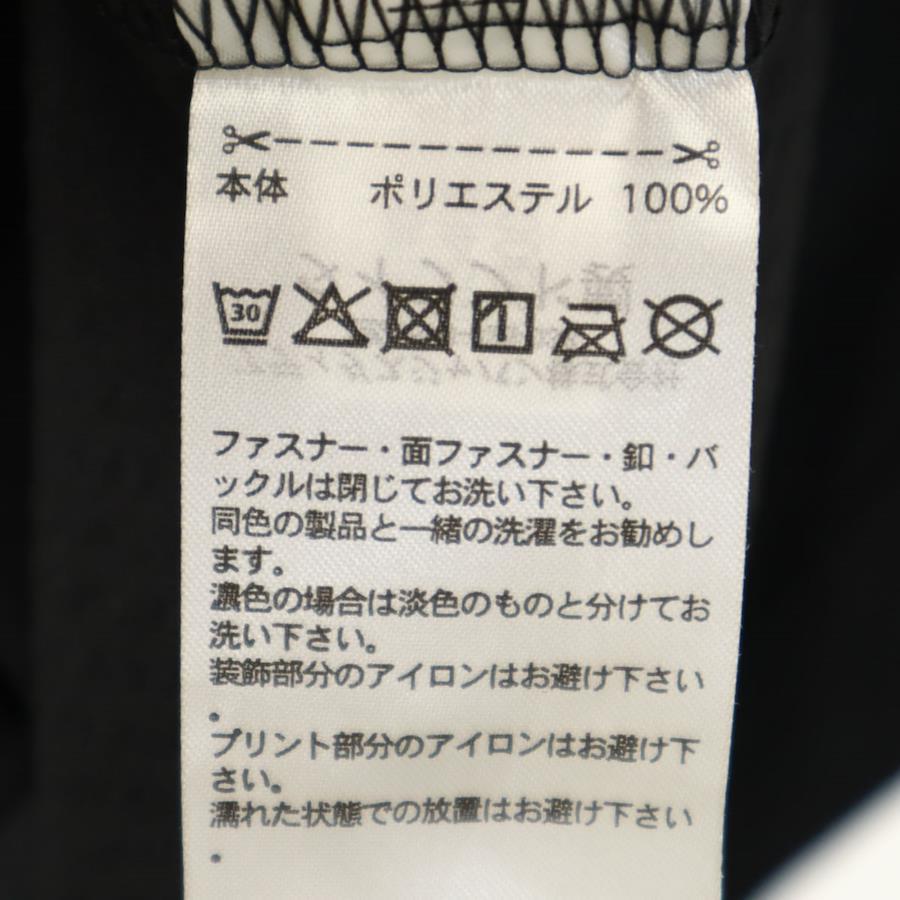 本体 ポリエステル 100%
30
ファスナー・面ファスナー・釦・バ
ックルは閉じてお洗い下さい。
同色の製品と一緒の洗濯をお勧めし
ます。
濃色の場合は淡色のものと分けてお
洗い下さい。
装飾部分のアイロンはお避け下さい
。
プリント部分のアイロンはお避け下
さい。
濡れた状態での放置はお避け下さい
。